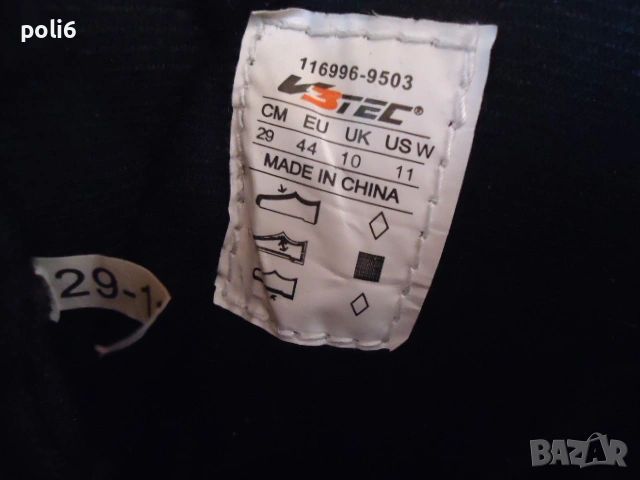 poli6
116996-9503
V3TEC®
CM EU UK US W
29 44 10 11
MADE IN CHINA
29-1
BAZAR